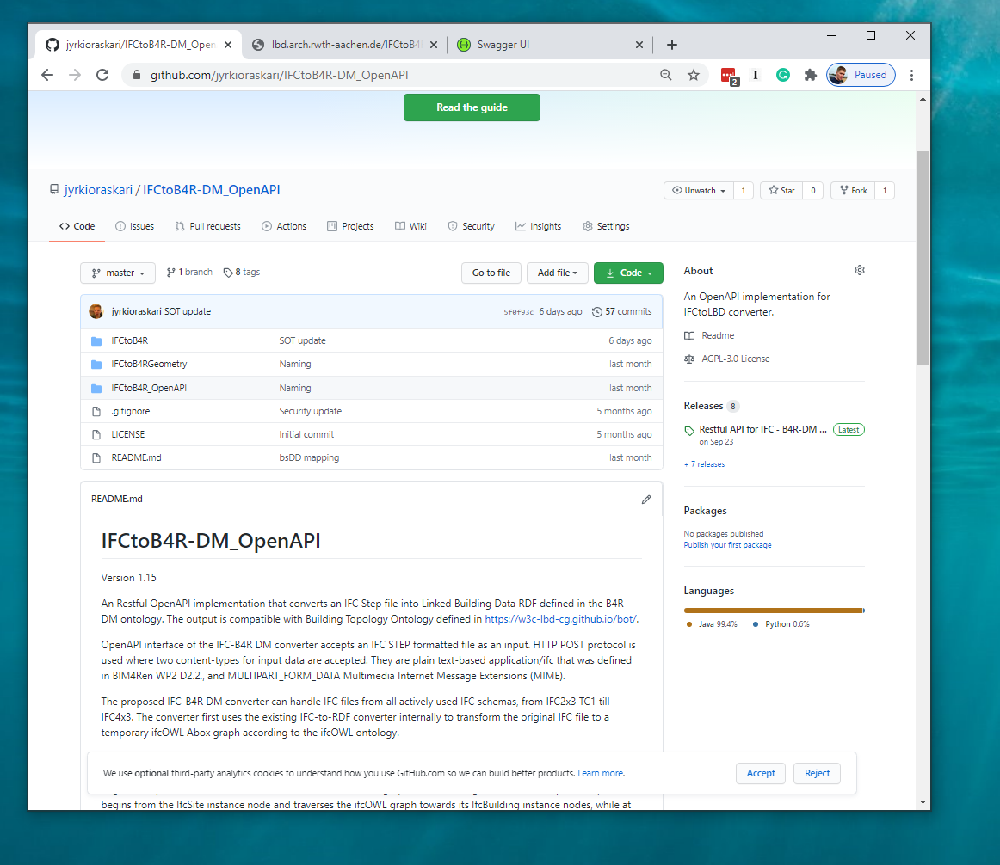 jyrkioraskari/IFCtoB4R-DM_Open
lbd.arch.rwth-aachen.de/IFCtoB4
Swagger UI
github.com/jyrkioraskari/IFCtoB4R-DM_OpenAPI
2
Paused
Read the guide
jyrkioraskari / IFCtoB4R-DM_OpenAPI
Unwatch 1
Star 0
Fork 1
Code
Issues
Pull requests
Actions
Projects
Wiki
Security
Insights
Settings
master
1 branch
8 tags
Go to file
Add file
Code
jyrkioraskari SOT update 5f0f93c 6 days ago 57 commits
IFCtoB4R SOT update 6 days ago
IFCtoB4RGeometry Naming last month
IFCtoB4R_OpenAPI Naming last month
.gitignore Security update 5 months ago
LICENSE Initial commit 5 months ago
README.md bsDD mapping last month
README.md
IFCtoB4R-DM_OpenAPI
Version 1.15
An Restful OpenAPI implementation that converts an IFC Step file into Linked Building Data RDF defined in the B4R-
DM ontology. The output is compatible with Building Topology Ontology defined in https://w3c-lbd-cg.github.io/bot/.
OpenAPI interface of the IFC-B4R DM converter accepts an IFC STEP formatted file as an input. HTTP POST protocol is
used where two content-types for input data are accepted. They are plain text-based application/ifc that was defined
in BIM4Ren WP2 D2.2., and MULTIPART_FORM_DATA Multimedia Internet Message Extensions (MIME).
The proposed IFC-B4R DM converter can handle IFC files from all actively used IFC schemas, from IFC2x3 TC1 till
IFC4x3. The converter first uses the existing IFC-to-RDF converter internally to transform the original IFC file to a
temporary ifcOWL Abox graph according to the ifcOWL ontology.
We use optional third-party analytics cookies to understand how you use GitHub.com so we can build better products. Learn more.
Accept
Reject
begins from the IfcSite instance node and traverses the ifcOWL graph towards its IfcBuilding instance nodes, while at
About
An OpenAPI implementation for
IFCtoLBD converter.
Readme
AGPL-3.0 License
Releases 8
Restful API for IFC - B4R-DM ... Latest
on Sep 23
+ 7 releases
Packages
No packages published
Publish your first package
Languages
Java 99.4% Python 0.6%